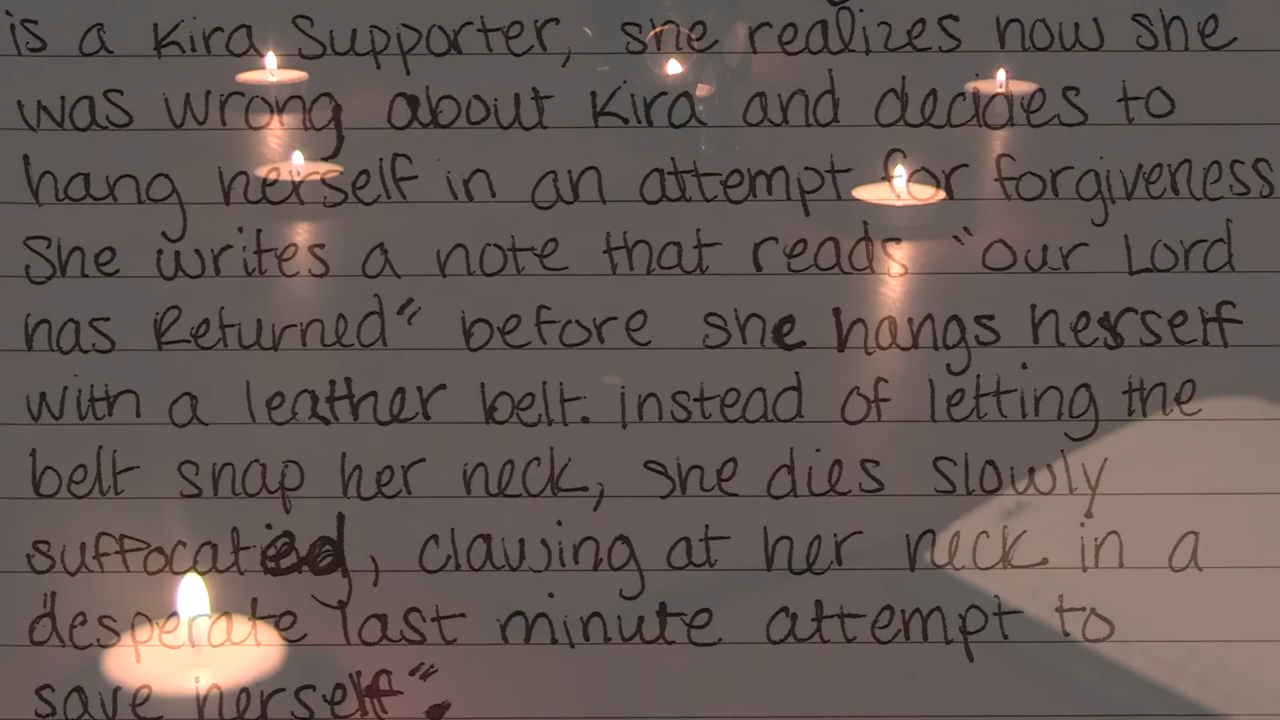 is a Kira Supporter, she realizes now she
was wrong about Kira and decides to
hang herself in an attempt for forgiveness
She writes a note that reads "our Lord
has Returned" before she hangs herself
with a leather belt. instead of letting the
belt snap her neck, she dies slowly
suffocated, clawing at her neck in a
desperate last minute attempt to
save herself".